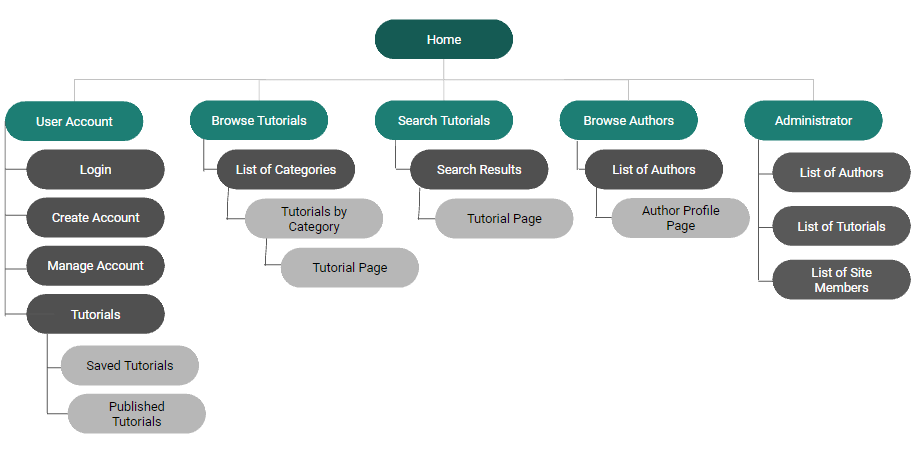 Home
User Account
Browse Tutorials
Search Tutorials
Browse Authors
Administrator
Login
Create Account
Manage Account
Tutorials
Saved Tutorials
Published
Tutorials
List of Categories
Tutorials by
Category
Tutorial Page
Search Results
Tutorial Page
List of Authors
Author Profile
Page
List of Authors
List of Tutorials
List of Site
Members